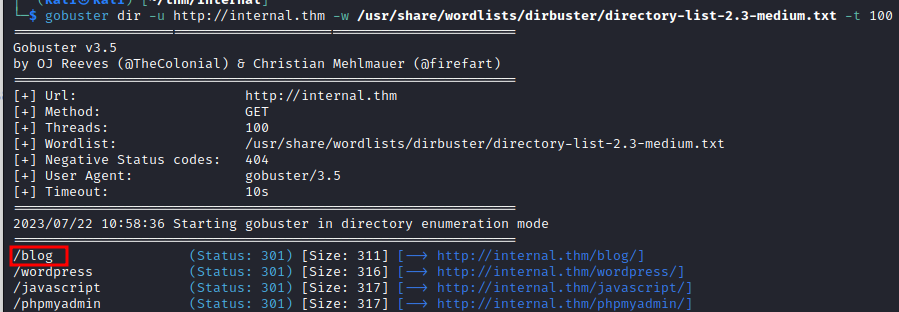 (kali㉿kali)-[~/thm/internal]
└─$ gobuster dir -u http://internal.thm -w /usr/share/wordlists/dirbuster/directory-list-2.3-medium.txt -t 100
===============================================================
Gobuster v3.5
by OJ Reeves (@TheColonial) & Christian Mehlmauer (@firefart)
===============================================================
[+] Url: http://internal.thm
[+] Method: GET
[+] Threads: 100
[+] Wordlist: /usr/share/wordlists/dirbuster/directory-list-2.3-medium.txt
[+] Negative Status codes: 404
[+] User Agent: gobuster/3.5
[+] Timeout: 10s
===============================================================
2023/07/22 10:58:36 Starting gobuster in directory enumeration mode
===============================================================
/blog (Status: 301) [Size: 311] [--> http://internal.thm/blog/]
/wordpress (Status: 301) [Size: 316] [--> http://internal.thm/wordpress/]
/javascript (Status: 301) [Size: 317] [--> http://internal.thm/javascript/]
/phpmyadmin (Status: 301) [Size: 317] [--> http://internal.thm/phpmyadmin/]